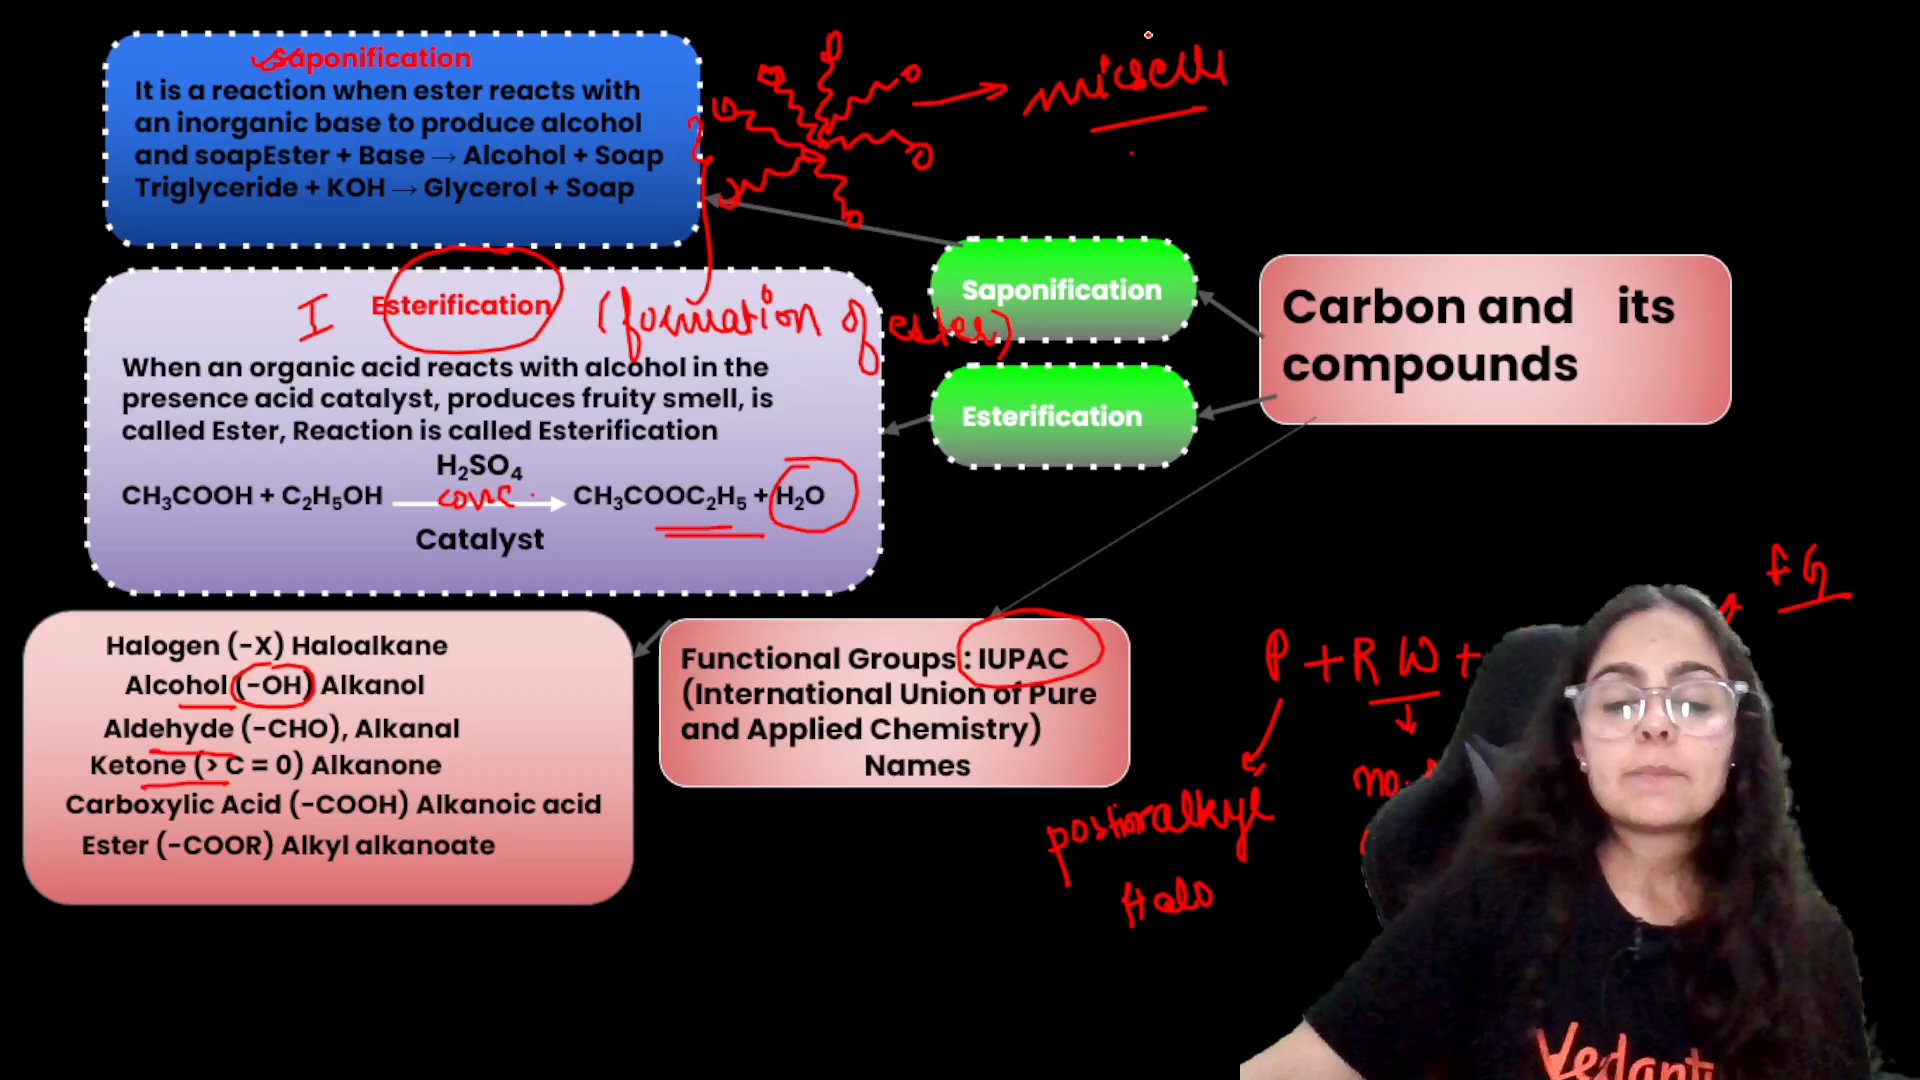 Saponification
It is a reaction when ester reacts with
an inorganic base to produce alcohol
and soapEster + Base → Alcohol + Soap
Triglyceride + KOH → Glycerol + Soap
I Esterification (formation of ester)
When an organic acid reacts with alcohol in the
presence acid catalyst, produces fruity smell, is
called Ester, Reaction is called Esterification
H₂SO₄
conc.
CH₃COOH + C₂H₅OH → CH₃COOC₂H₅ + H₂O
Catalyst
Saponification
Esterification
Carbon and its
compounds
Halogen (-X) Haloalkane
Alcohol (-OH) Alkanol
Aldehyde (-CHO), Alkanal
Ketone (> C = 0) Alkanone
Carboxylic Acid (-COOH) Alkanoic acid
Ester (-COOR) Alkyl alkanoate
Functional Groups : IUPAC
(International Union of Pure
and Applied Chemistry)
Names
P + R W +
FG
alkyl
Halo
no.